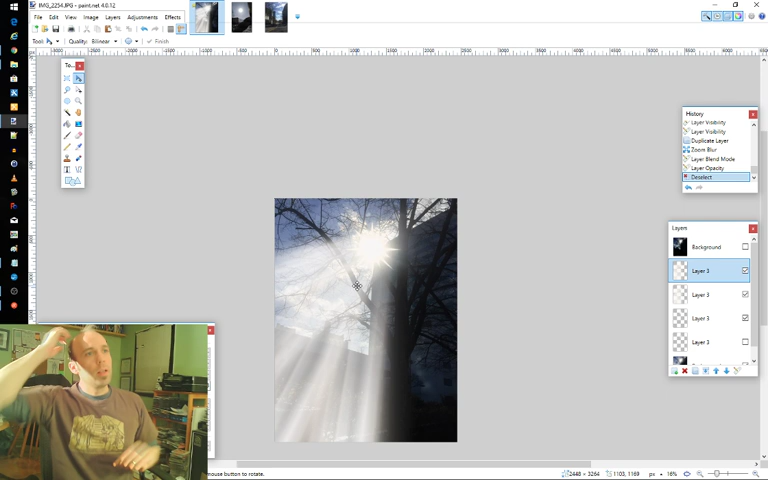 IMG_2254.JPG - paint.net 4.0.12
File Edit View Image Layers Adjustments Effects
Tool: Quality: Bilinear Finish
To...
History
Layer Visibility
Layer Visibility
Duplicate Layer
Zoom Blur
Layer Blend Mode
Layer Opacity
Deselect
Layers
Background
Layer 3
Layer 3
Layer 3
Layer 3
mouse button to rotate.
2448 × 3264 1103, 1169 px 16%